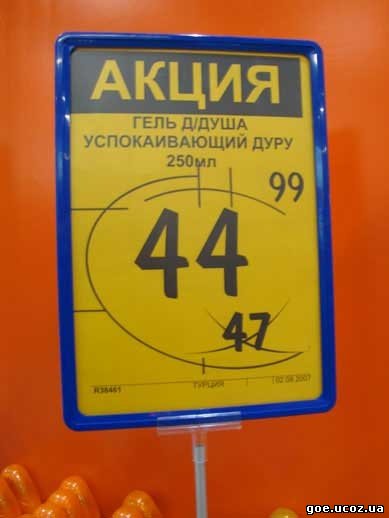 АКЦИЯ
ГЕЛЬ Д/ДУША
УСПОКАИВАЮЩИЙ ДУРУ
250мл
99
44
47
R38461 ТУРЦИЯ 02.08.2007
goe.ucoz.ua